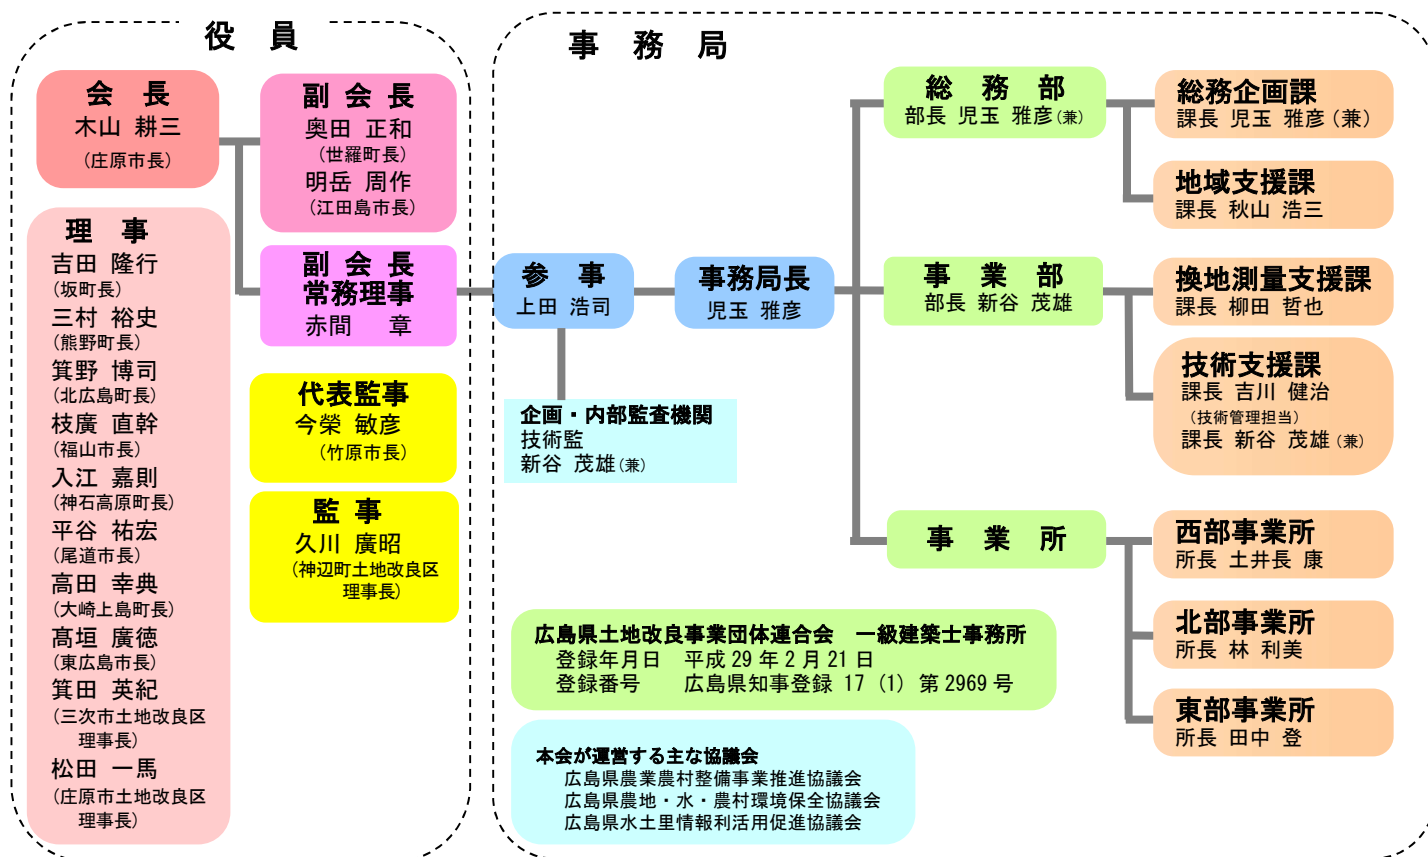 役 員
会 長
木山 耕三
(庄原市長)
副 会 長
奥田 正和
(世羅町長)
明岳 周作
(江田島市長)
副 会 長
常務理事
赤間 章
理 事
吉田 隆行
(坂町長)
三村 裕史
(熊野町長)
箕野 博司
(北広島町長)
枝廣 直幹
(福山市長)
入江 嘉則
(神石高原町長)
平谷 祐宏
(尾道市長)
高田 幸典
(大崎上島町長)
髙垣 廣徳
(東広島市長)
箕田 英紀
(三次市土地改良区
理事長)
松田 一馬
(庄原市土地改良区
理事長)
代表監事
今榮 敏彦
(竹原市長)
監 事
久川 廣昭
(神辺町土地改良区
理事長)
事 務 局
参 事
上田 浩司
事務局長
児玉 雅彦
企画・内部監査機関
技術監
新谷 茂雄(兼)
総 務 部
部長 児玉 雅彦(兼)
総務企画課
課長 児玉 雅彦(兼)
地域支援課
課長 秋山 浩三
事 業 部
部長 新谷 茂雄
換地測量支援課
課長 柳田 哲也
技術支援課
課長 吉川 健治
(技術管理担当)
課長 新谷 茂雄(兼)
事 業 所
西部事業所
所長 土井長 康
北部事業所
所長 林 利美
東部事業所
所長 田中 登
広島県土地改良事業団体連合会 一級建築士事務所
登録年月日 平成29年2月21日
登録番号 広島県知事登録 17 (1) 第2969号
本会が運営する主な協議会
広島県農業農村整備事業推進協議会
広島県農地・水・農村環境保全協議会
広島県水土里情報利活用促進協議会